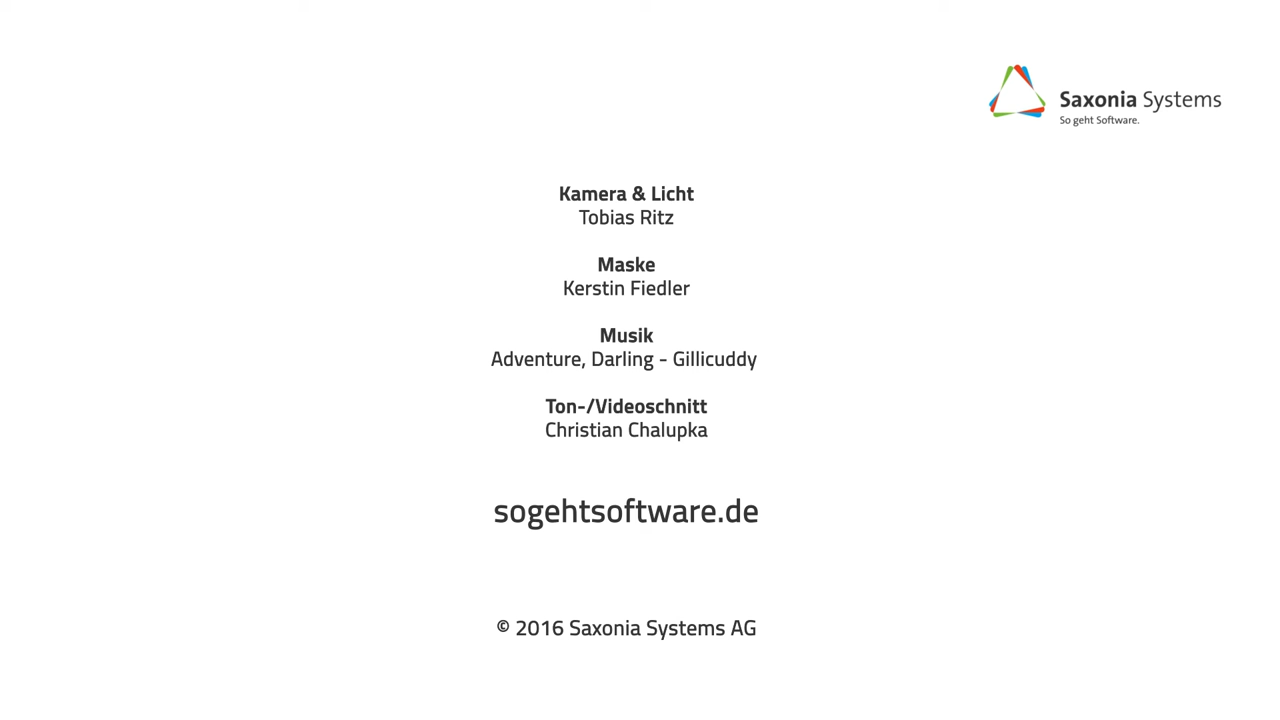 Saxonia Systems
So geht Software.
Kamera & Licht
Tobias Ritz
Maske
Kerstin Fiedler
Musik
Adventure, Darling - Gillicuddy
Ton-/Videoschnitt
Christian Chalupka
sogehtsoftware.de
© 2016 Saxonia Systems AG